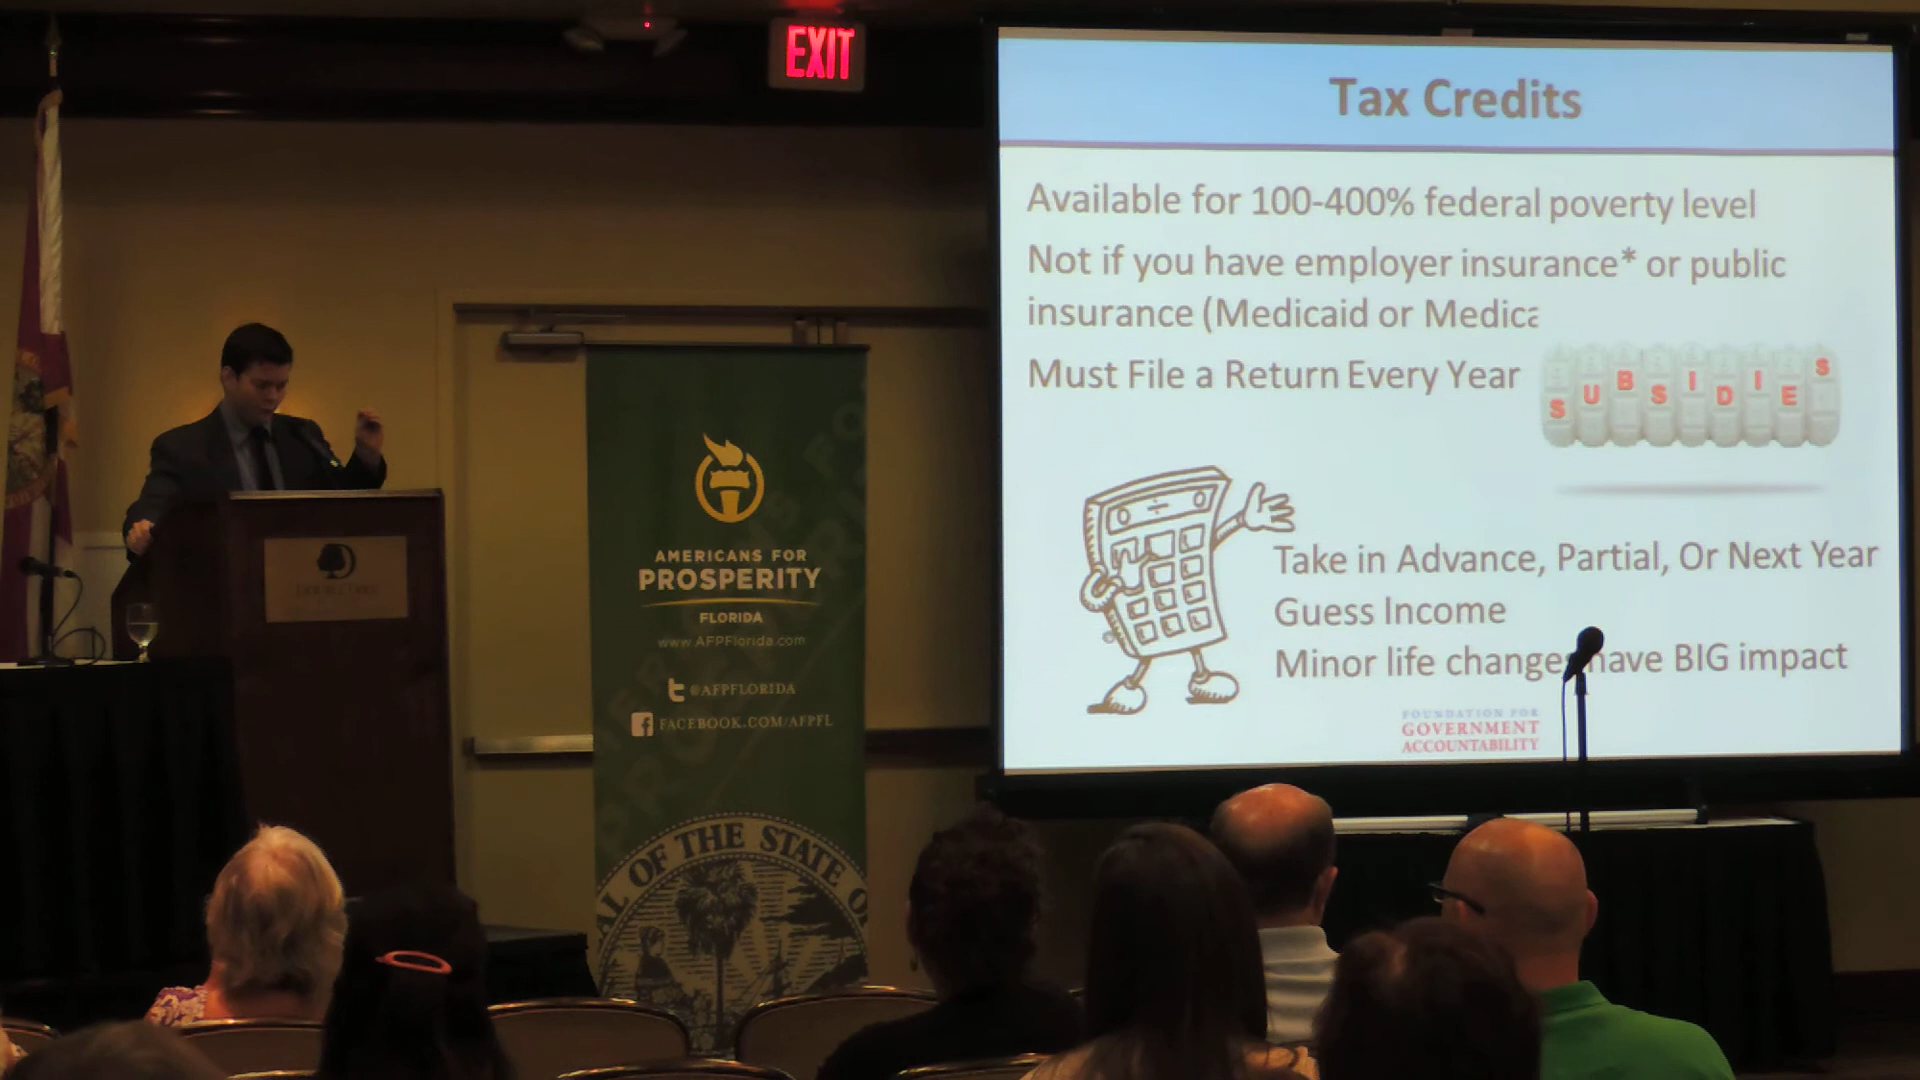 EXIT
Tax Credits
Available for 100-400% federal poverty level
Not if you have employer insurance* or public
insurance (Medicaid or Medica
Must File a Return Every Year
SUBSIDIES
Take in Advance, Partial, Or Next Year
Guess Income
Minor life changes have BIG impact
FOUNDATION FOR
GOVERNMENT
ACCOUNTABILITY
AMERICANS FOR
PROSPERITY
FLORIDA
www.AFPFlorida.com
@AFPFLORIDA
FACEBOOK.COM/AFPFL
OF THE STATE